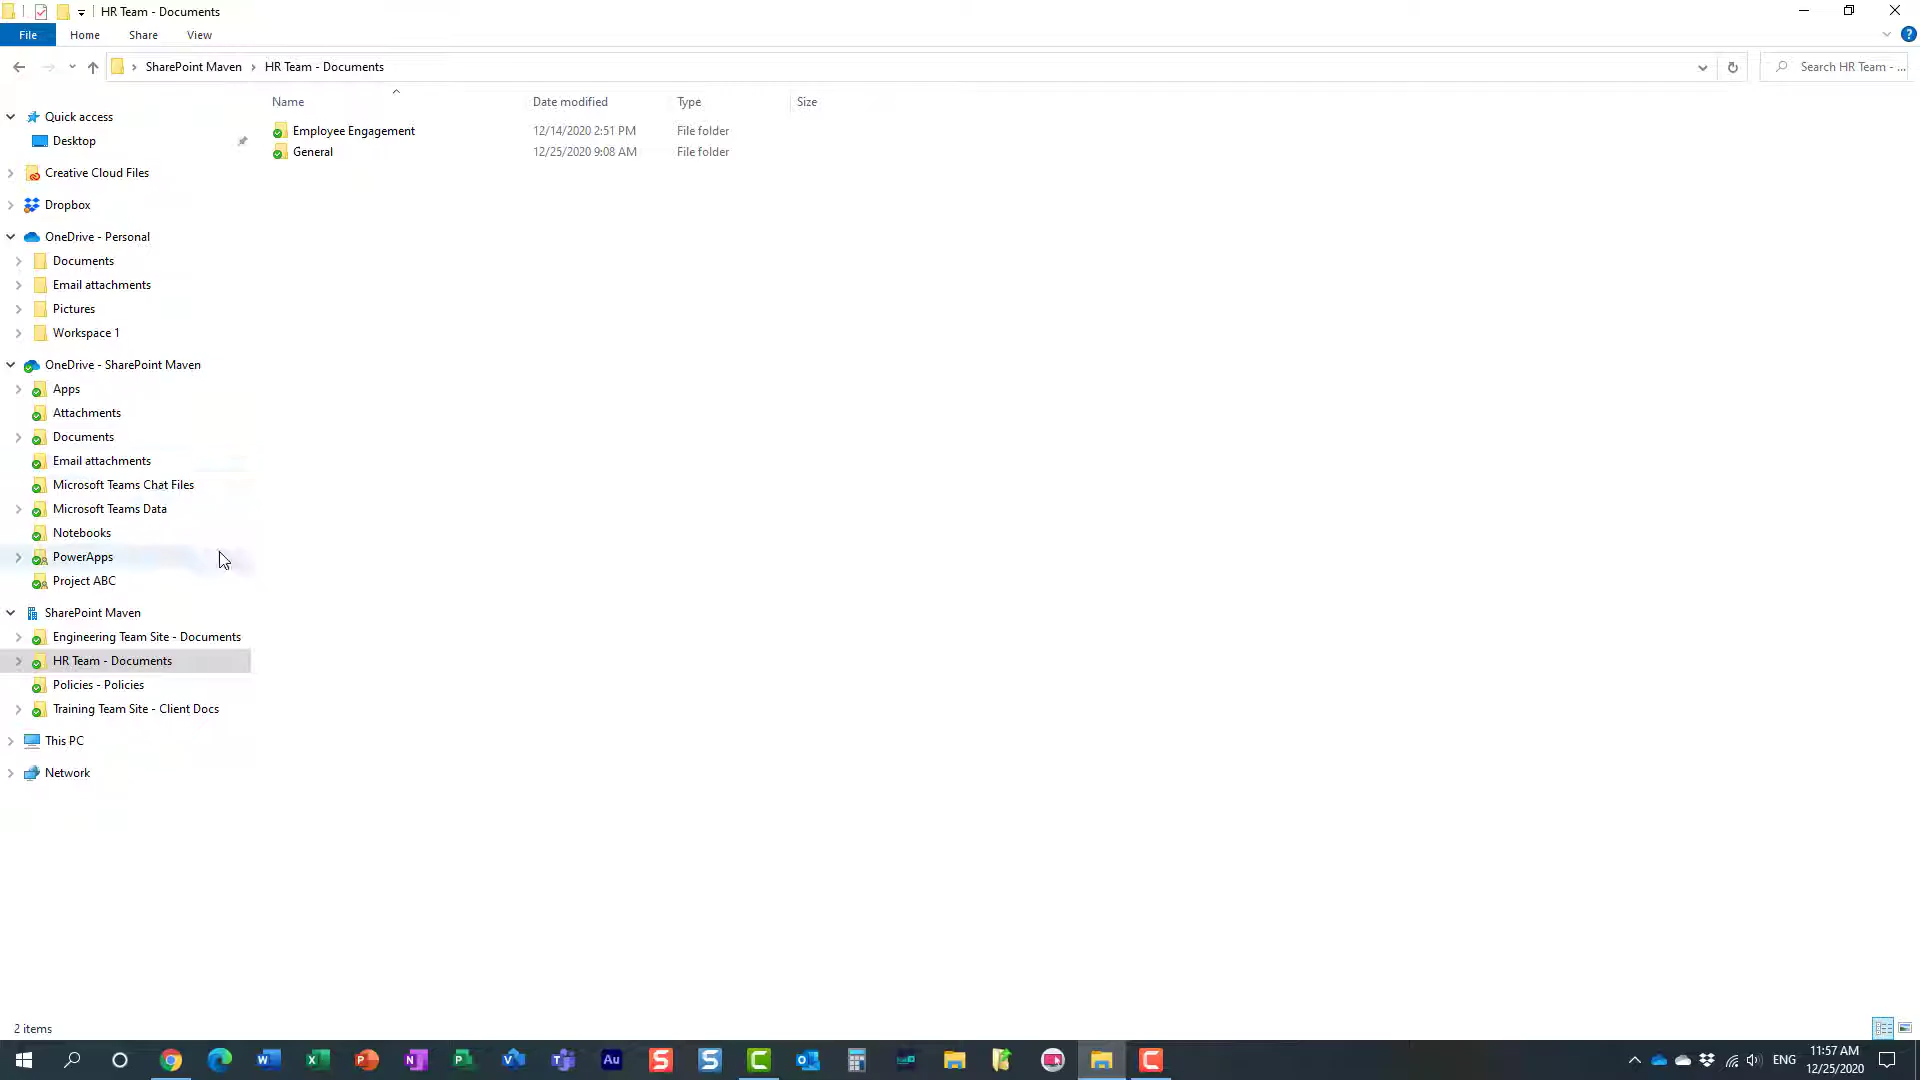 HR Team - Documents
File Home Share View
SharePoint Maven HR Team - Documents
Search HR Team - ...
Name Date modified Type Size
Employee Engagement 12/14/2020 2:51 PM File folder
General 12/25/2020 9:08 AM File folder
Quick access
Desktop
Creative Cloud Files
Dropbox
OneDrive - Personal
Documents
Email attachments
Pictures
Workspace 1
OneDrive - SharePoint Maven
Apps
Attachments
Documents
Email attachments
Microsoft Teams Chat Files
Microsoft Teams Data
Notebooks
PowerApps
Project ABC
SharePoint Maven
Engineering Team Site - Documents
HR Team - Documents
Policies - Policies
Training Team Site - Client Docs
This PC
Network
2 items
Au
ENG
11:57 AM
12/25/2020